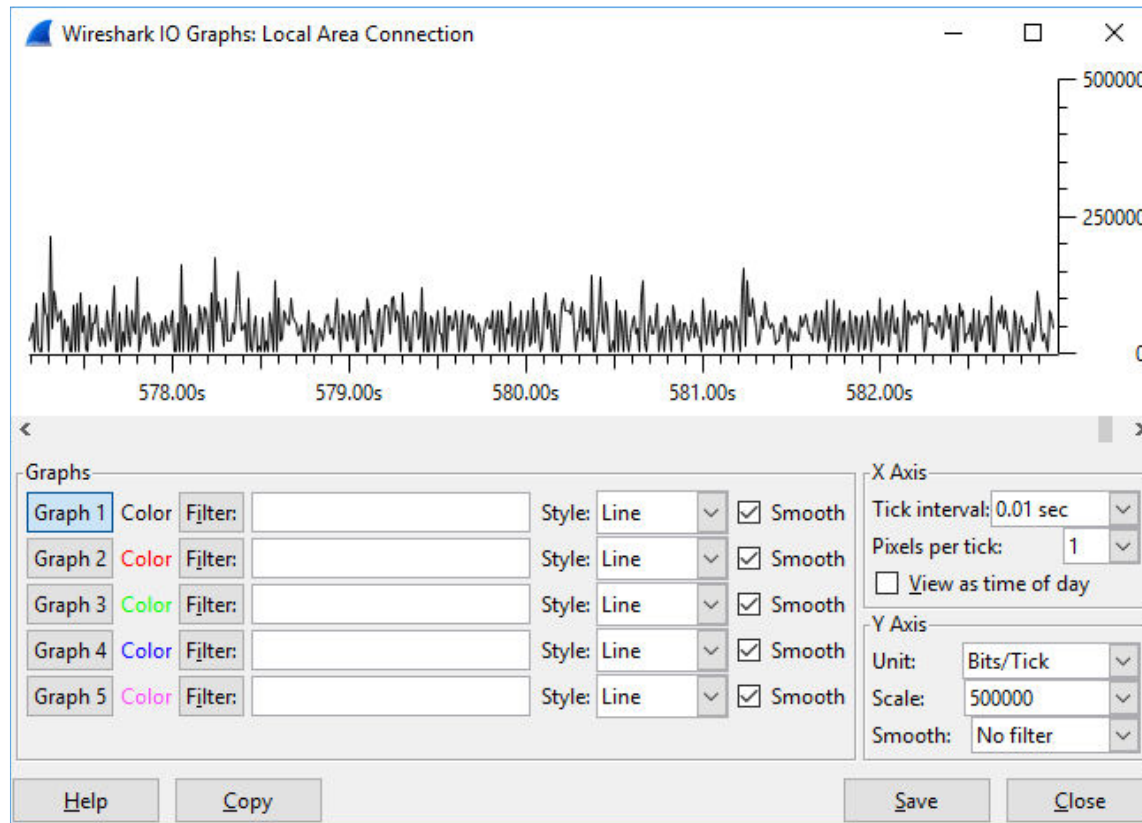 Wireshark IO Graphs: Local Area Connection
500000
250000
0
578.00s 579.00s 580.00s 581.00s 582.00s
Graphs
Graph 1 Color Filter: Style: Line Smooth
Graph 2 Color Filter: Style: Line Smooth
Graph 3 Color Filter: Style: Line Smooth
Graph 4 Color Filter: Style: Line Smooth
Graph 5 Color Filter: Style: Line Smooth
X Axis
Tick interval: 0.01 sec
Pixels per tick: 1
View as time of day
Y Axis
Unit: Bits/Tick
Scale: 500000
Smooth: No filter
Help Copy Save Close